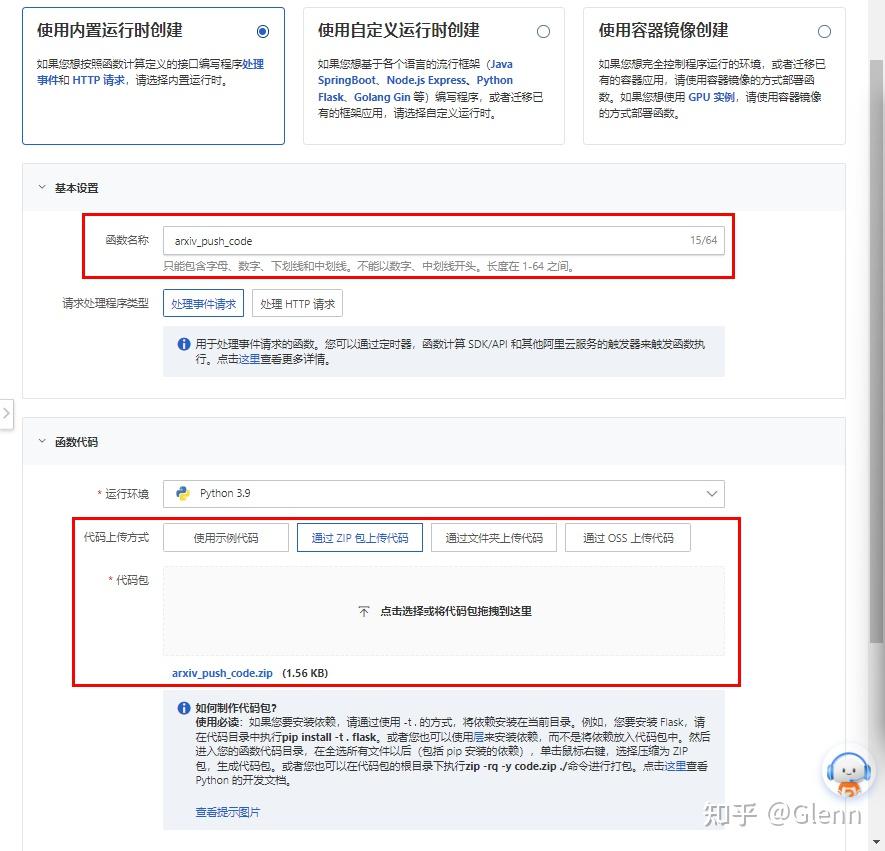 使用内置运行时创建
如果您想按照函数计算定义的接口编写程序处理
事件和 HTTP 请求，请选择内置运行时。
使用自定义运行时创建
如果您想基于各个语言的流行框架（Java
SpringBoot、Node.js Express、Python
Flask、Golang Gin 等）编写程序，或者迁移已
有的框架应用，请选择自定义运行时。
使用容器镜像创建
如果您想完全控制程序运行的环境，或者迁移已
有的容器应用，请使用容器镜像的方式部署函
数。如果您想使用 GPU 实例，请使用容器镜像
的方式部署函数。
基本设置
函数名称
arxiv_push_code
15/64
只能包含字母、数字、下划线和中划线。不能以数字、中划线开头。长度在 1-64 之间。
请求处理程序类型
处理事件请求
处理 HTTP 请求
用于处理事件请求的函数。您可以通过定时器，函数计算 SDK/API 和其他阿里云服务的触发器来触发函数执
行。点击这里查看更多详情。
函数代码
* 运行环境
Python 3.9
代码上传方式
使用示例代码
通过 ZIP 包上传代码
通过文件夹上传代码
通过 OSS 上传代码
* 代码包
点击选择或将代码包拖拽到这里
arxiv_push_code.zip (1.56 KB)
如何制作代码包?
使用必读：如果您要安装依赖，请通过使用 -t . 的方式，将依赖安装在当前目录。例如，您要安装 Flask，请
在代码目录中执行pip install -t . flask。或者您也可以使用层来安装依赖，而不是将依赖放入代码包中。然后
进入您的函数代码目录，在全选所有文件以后（包括 pip 安装的依赖），单击鼠标右键，选择压缩为 ZIP
包，生成代码包。或者您也可以在代码包的根目录下执行zip -rq -y code.zip ./命令进行打包。点击这里查看
Python 的开发文档。
查看提示图片
知乎 @Glenn